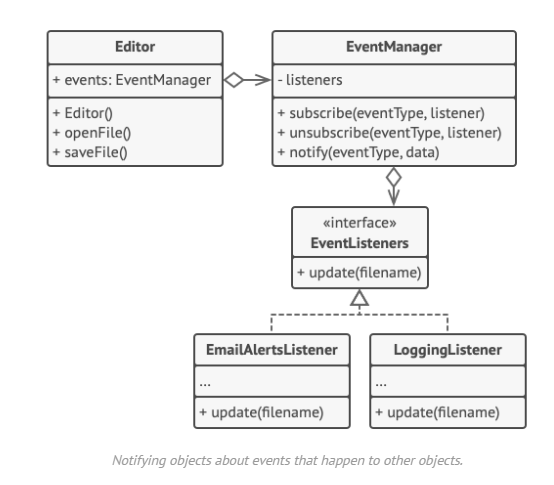 Editor
+ events: EventManager
+ Editor()
+ openFile()
+ saveFile()
EventManager
- listeners
+ subscribe(eventType, listener)
+ unsubscribe(eventType, listener)
+ notify(eventType, data)
«interface»
EventListeners
+ update(filename)
EmailAlertsListener
...
+ update(filename)
LoggingListener
...
+ update(filename)
Notifying objects about events that happen to other objects.